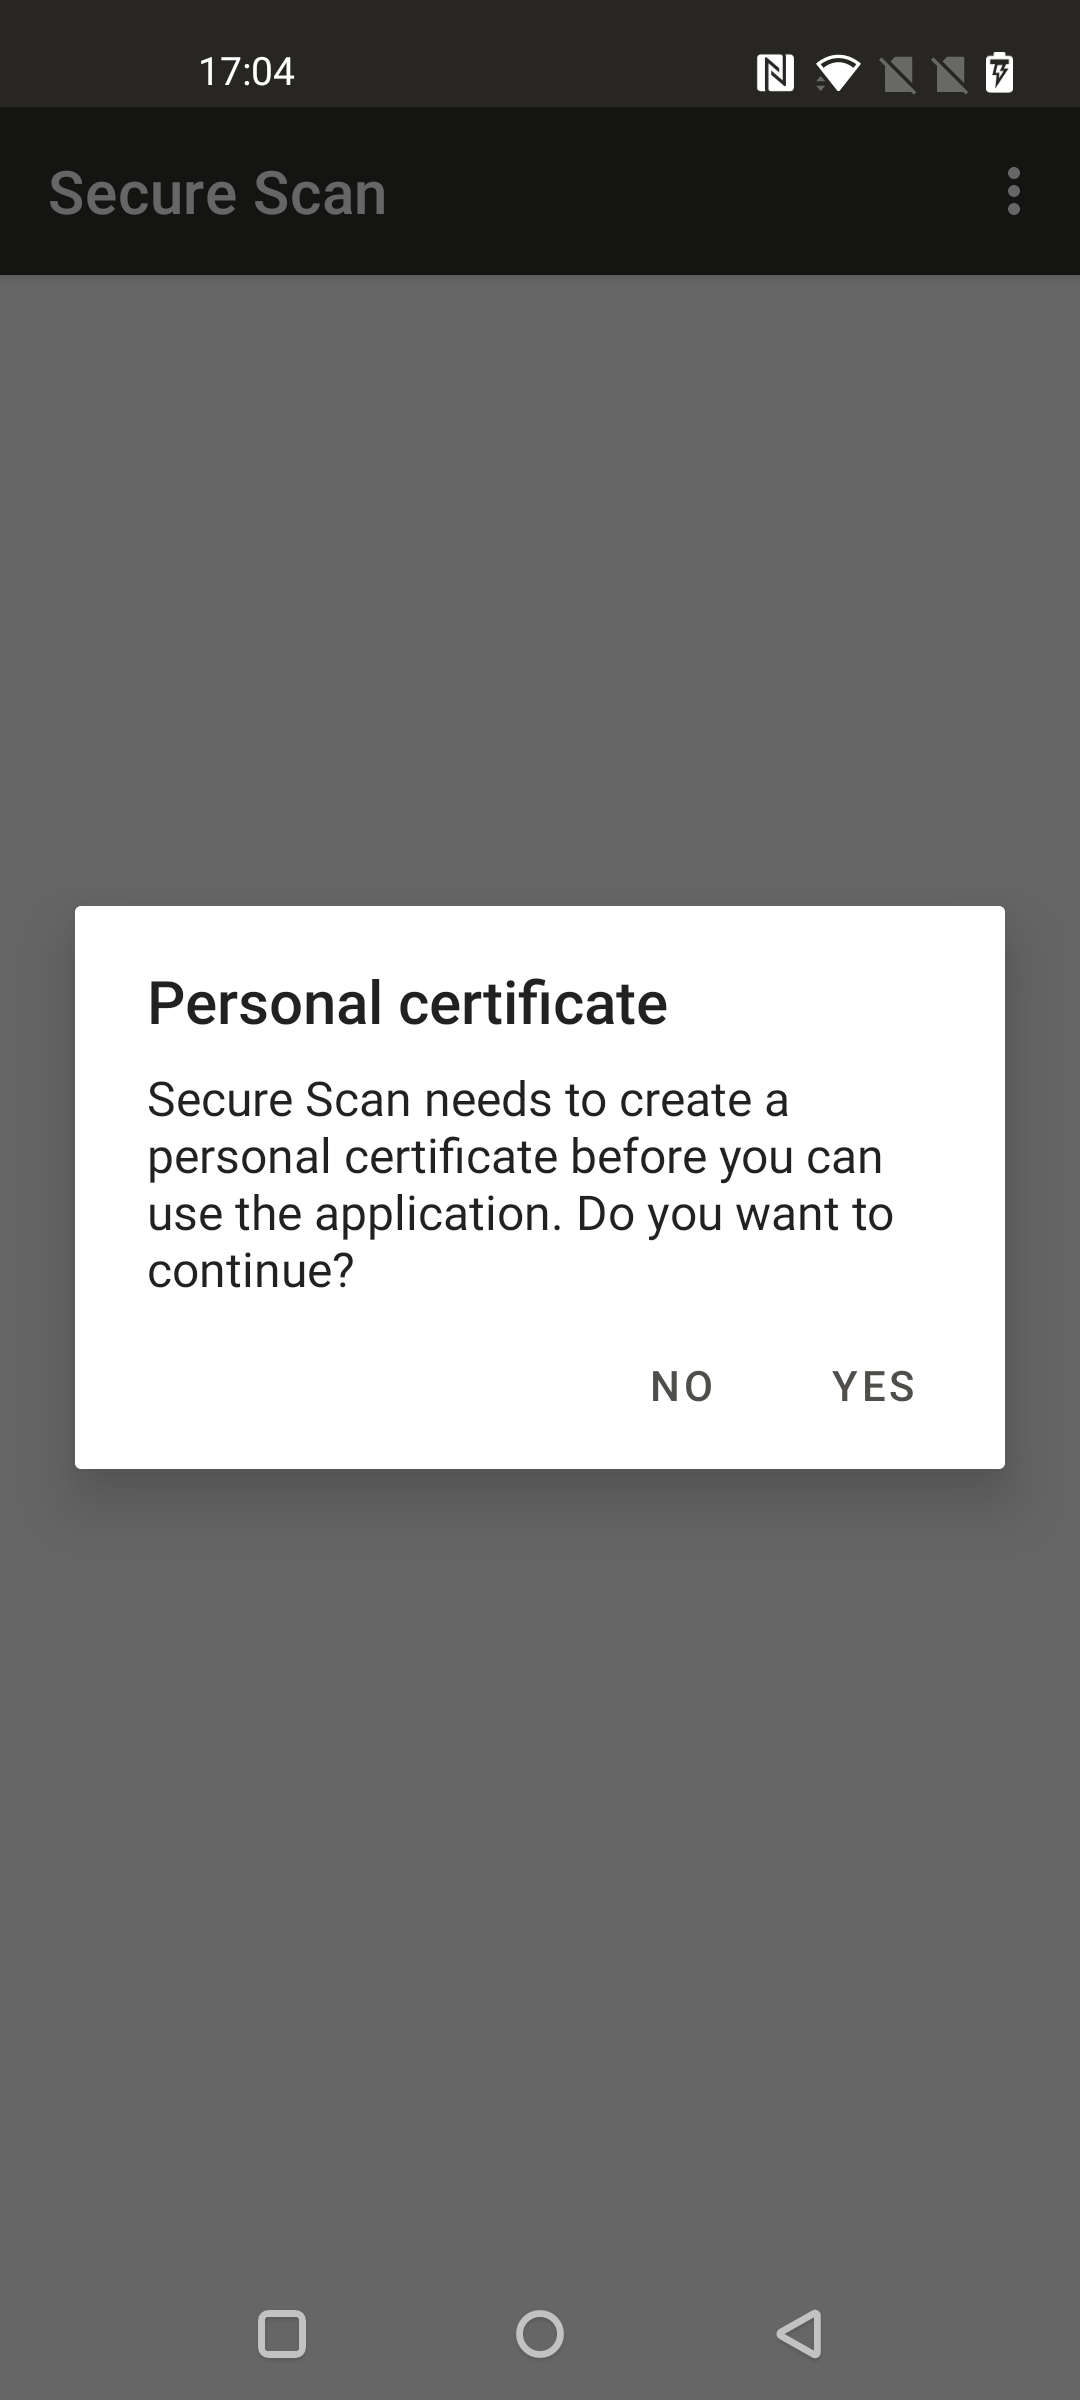 17:04
Secure Scan
Personal certificate
Secure Scan needs to create a
personal certificate before you can
use the application. Do you want to
continue?
NO YES